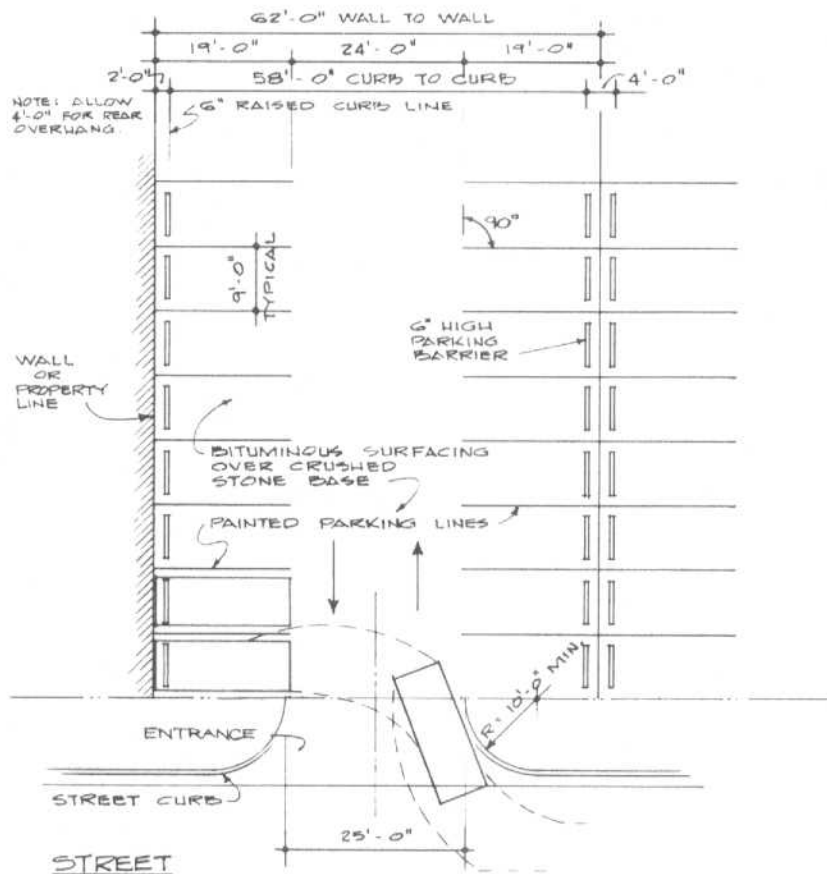 62'-0" WALL TO WALL
19'-0"
24'-0"
19'-0"
2'-0"
58'-0" CURB TO CURB
4'-0"
NOTE: ALLOW
4'-0" FOR REAR
OVERHANG.
6" RAISED CURB LINE
90"
9'-0"
TYPICAL
6" HIGH
PARKING
BARRIER
WALL
OR
PROPERTY
LINE
BITUMINOUS SURFACING
OVER CRUSHED
STONE BASE
PAINTED PARKING LINES
R=10'-0" MIN.
ENTRANCE
STREET CURB
25'-0"
STREET